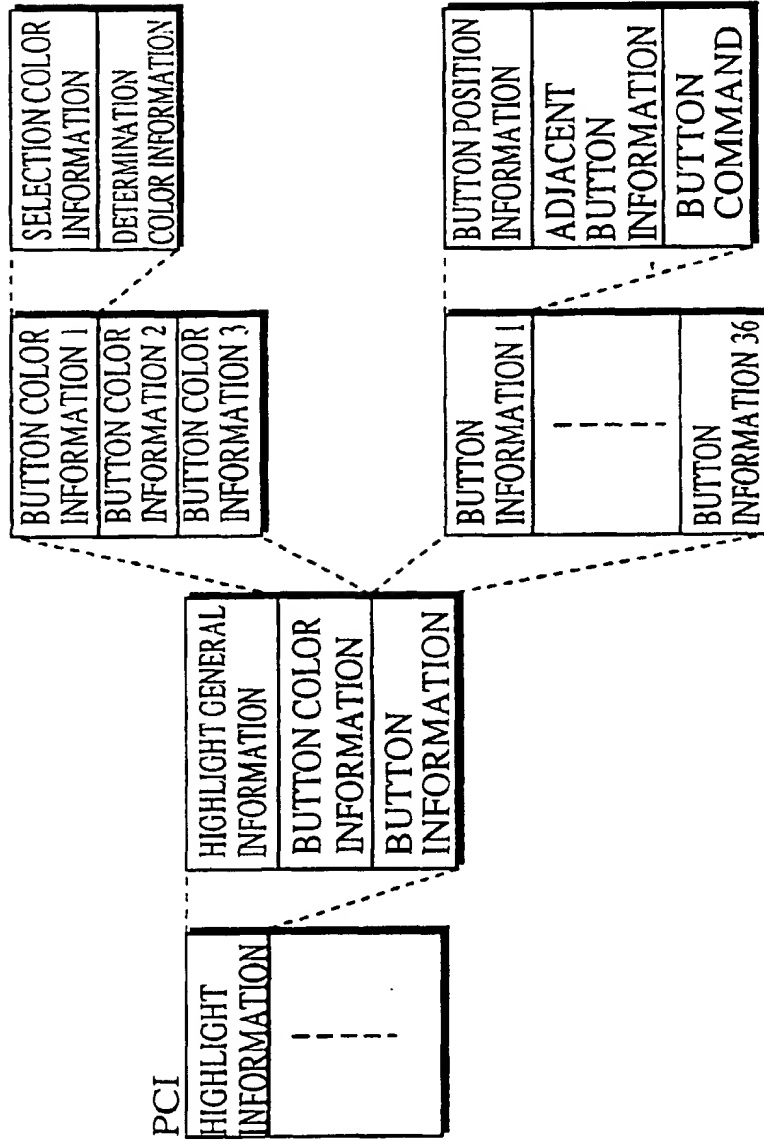 PCI
HIGHLIGHT
INFORMATION
HIGHLIGHT GENERAL
INFORMATION
BUTTON COLOR
INFORMATION
BUTTON
INFORMATION
BUTTON COLOR
INFORMATION 1
BUTTON COLOR
INFORMATION 2
BUTTON COLOR
INFORMATION 3
SELECTION COLOR
INFORMATION
DETERMINATION
COLOR INFORMATION
BUTTON
INFORMATION 1
BUTTON
INFORMATION 36
BUTTON POSITION
INFORMATION
ADJACENT
BUTTON
INFORMATION
BUTTON
COMMAND